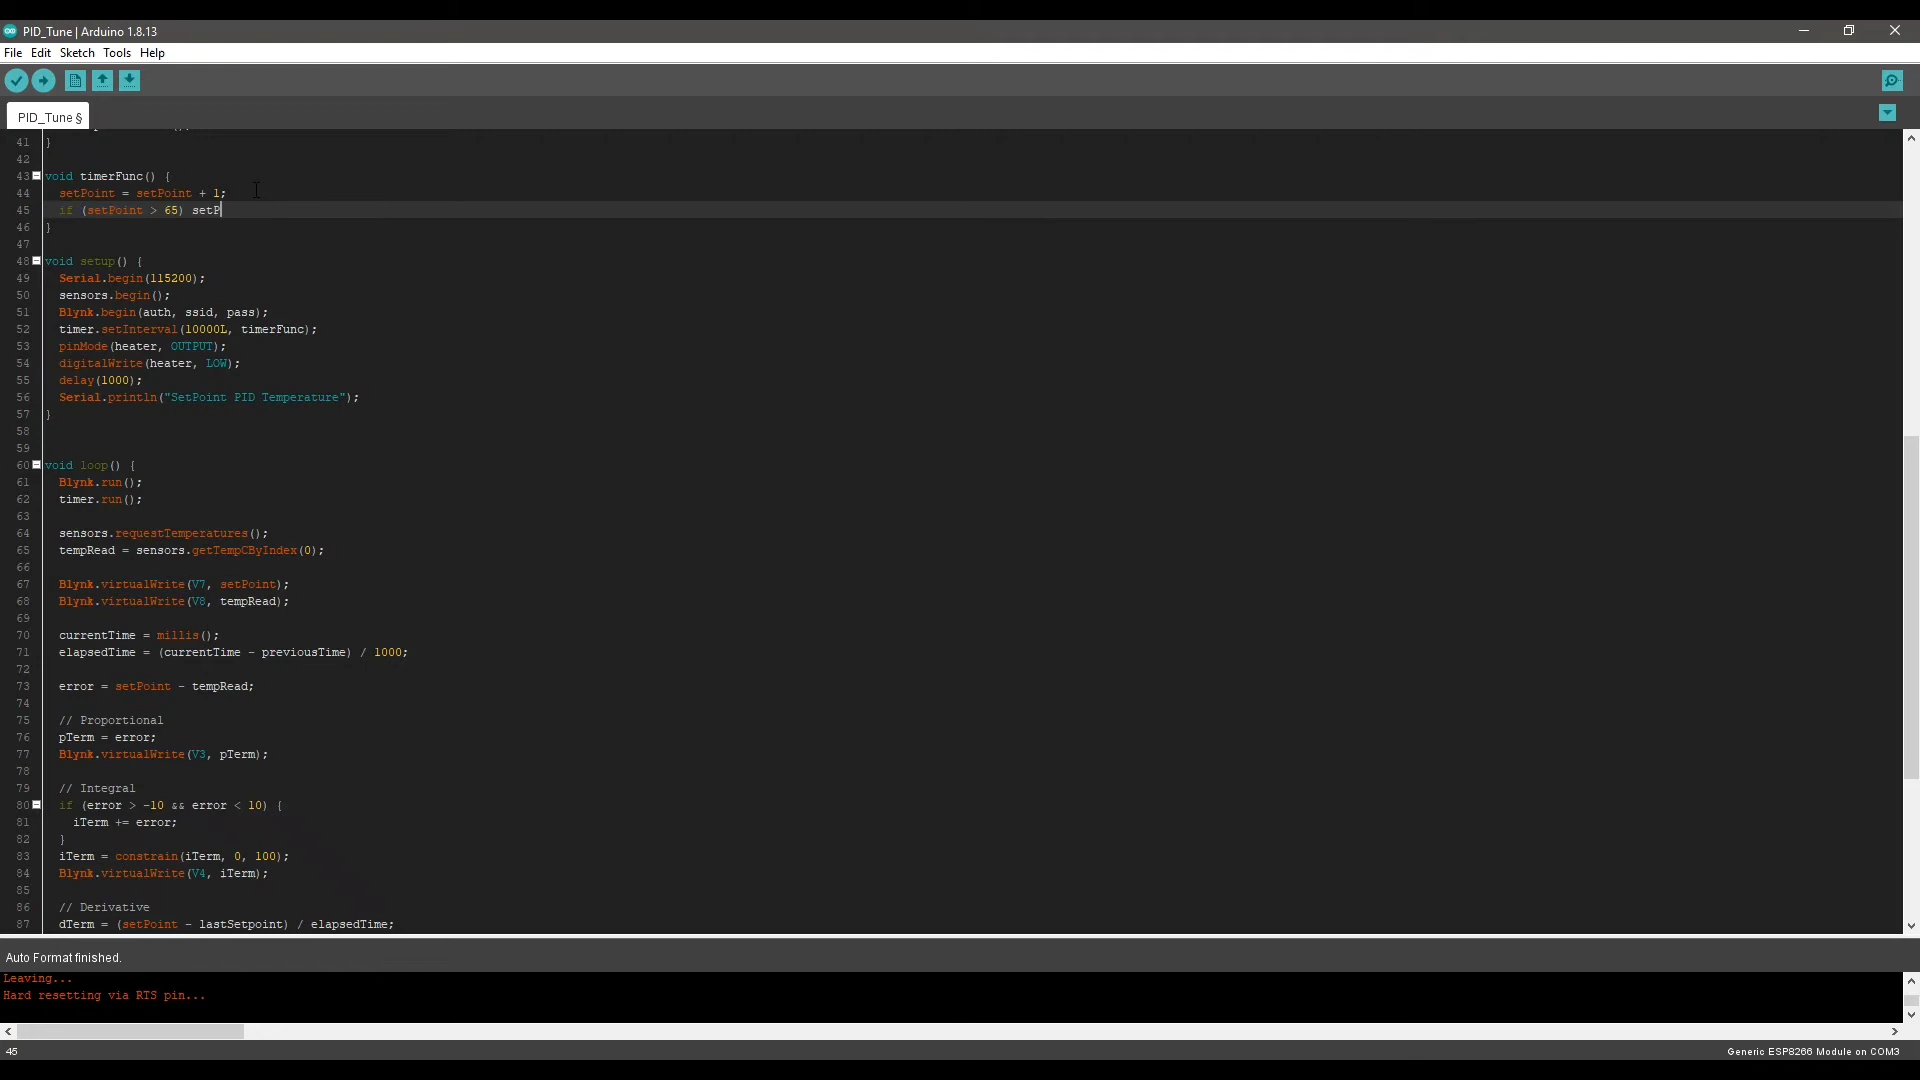 PID_Tune | Arduino 1.8.13
File Edit Sketch Tools Help
PID_Tune §
41 }
42
43 void timerFunc() {
44 setPoint = setPoint + 1;
45 if (setPoint > 65) setP
46 }
47
48 void setup() {
49 Serial.begin(115200);
50 sensors.begin();
51 Blynk.begin(auth, ssid, pass);
52 timer.setInterval(10000L, timerFunc);
53 pinMode(heater, OUTPUT);
54 digitalWrite(heater, LOW);
55 delay(1000);
56 Serial.println("SetPoint PID Temperature");
57 }
58
59
60 void loop() {
61 Blynk.run();
62 timer.run();
63
64 sensors.requestTemperatures();
65 tempRead = sensors.getTempCByIndex(0);
66
67 Blynk.virtualWrite(V7, setPoint);
68 Blynk.virtualWrite(V8, tempRead);
69
70 currentTime = millis();
71 elapsedTime = (currentTime - previousTime) / 1000;
72
73 error = setPoint - tempRead;
74
75 // Proportional
76 pTerm = error;
77 Blynk.virtualWrite(V3, pTerm);
78
79 // Integral
80 if (error > -10 && error < 10) {
81 iTerm += error;
82 }
83 iTerm = constrain(iTerm, 0, 100);
84 Blynk.virtualWrite(V4, iTerm);
85
86 // Derivative
87 dTerm = (setPoint - lastSetpoint) / elapsedTime;
Auto Format finished.
Leaving...
Hard resetting via RTS pin...
45
Generic ESP8266 Module on COM3